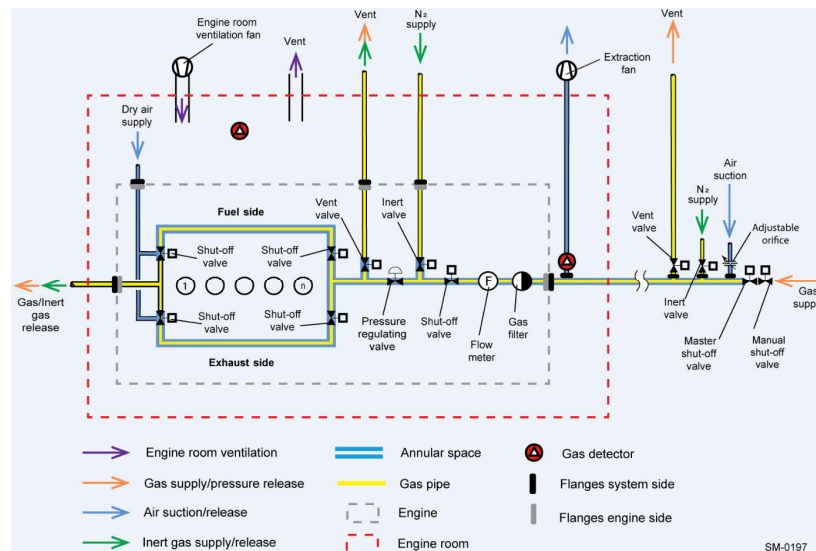 Engine room
ventilation fan
Vent
Vent
N₂
supply
Vent
Extraction
fan
Dry air
supply
Air
suction
N₂
supply
Vent
valve
Inert
valve
Fuel side
Vent valve
Adjustable
orifice
Shut-off
valve
Shut-off
valve
1
n
F
Gas/Inert
gas
release
Shut-off
valve
Shut-off
valve
Exhaust side
Pressure
regulating
valve
Shut-off
valve
Flow
meter
Gas
filter
Inert
valve
Master
shut-off
valve
Manual
shut-off
valve
Gas
supp
Engine room ventilation
Annular space
Gas detector
Gas supply/pressure release
Gas pipe
Flanges system side
Air suction/release
Engine
Flanges engine side
Inert gas supply/release
Engine room
SM-0197